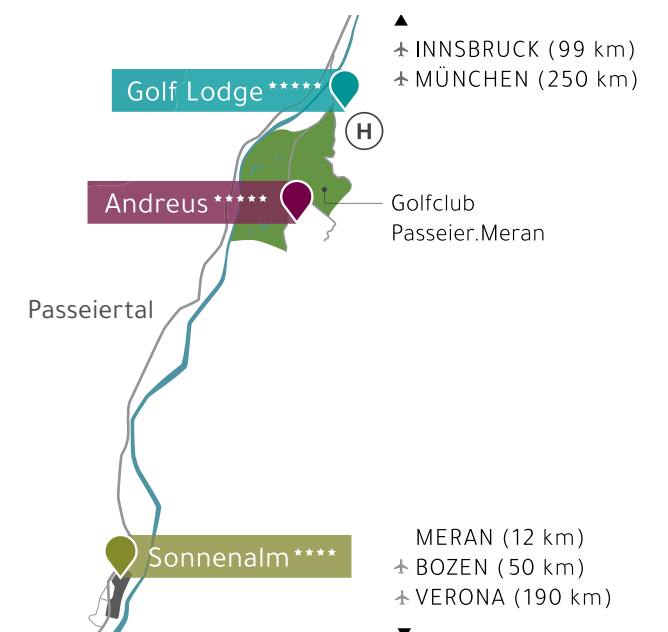 INNSBRUCK (99 km)
MÜNCHEN (250 km)
Golf Lodge *****
H
Andreus *****
Golfclub
Passeier.Meran
Passeiertal
MERAN (12 km)
Sonnenalm ****
BOZEN (50 km)
VERONA (190 km)